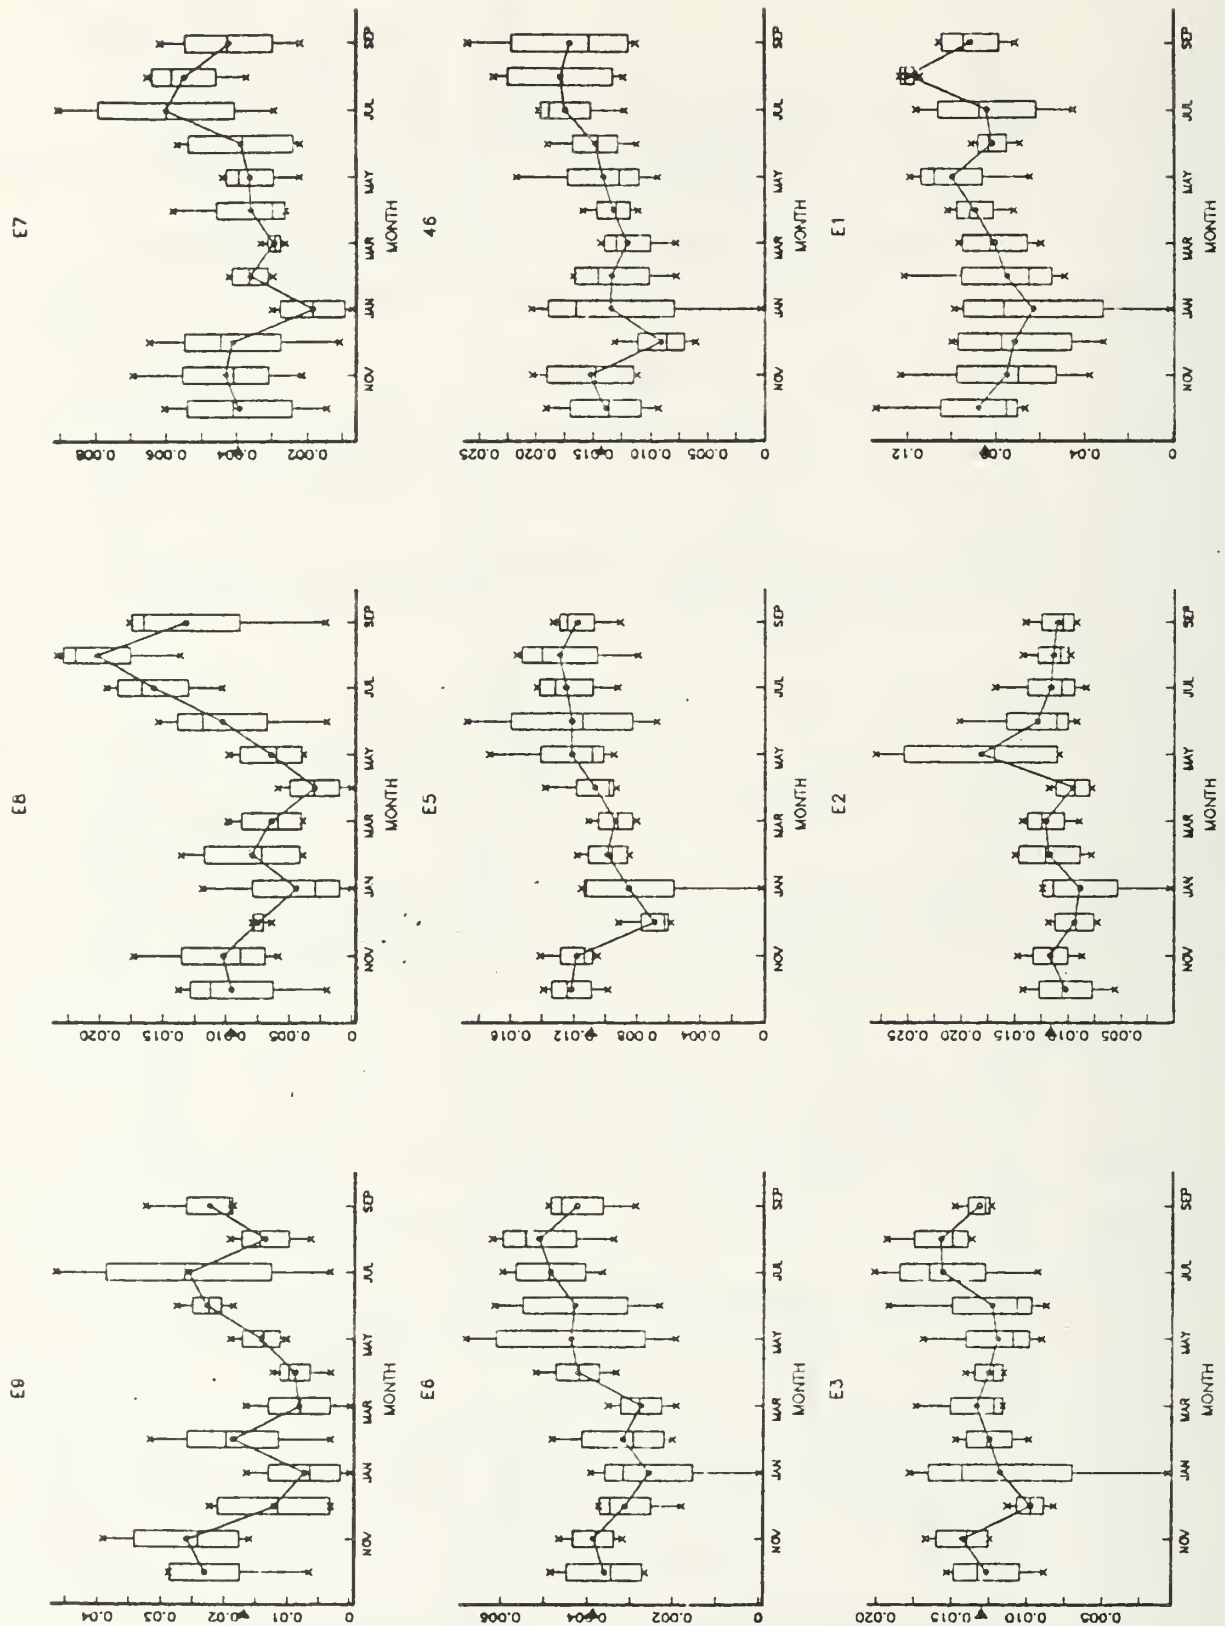 E9
0.04
0.03
0.02
0.01
0
NOV JAN MAR MAY JUL SEP
MONTH
E8
0.020
0.015
0.010
0.005
0
NOV JAN MAR MAY JUL SEP
MONTH
E7
0.008
0.006
0.004
0.002
NOV JAN MAR MAY JUL SEP
MONTH
E6
0.006
0.004
0.002
0
NOV JAN MAR MAY JUL SEP
MONTH
E5
0.016
0.012
0.008
0.004
0
NOV JAN MAR MAY JUL SEP
MONTH
46
0.025
0.020
0.015
0.010
0.005
0
NOV JAN MAR MAY JUL SEP
MONTH
E3
0.020
0.015
0.010
0.005
NOV JAN MAR MAY JUL SEP
MONTH
E2
0.025
0.020
0.015
0.010
0.005
NOV JAN MAR MAY JUL SEP
MONTH
E1
0.12
0.08
0.04
0
NOV JAN MAR MAY JUL SEP
MONTH